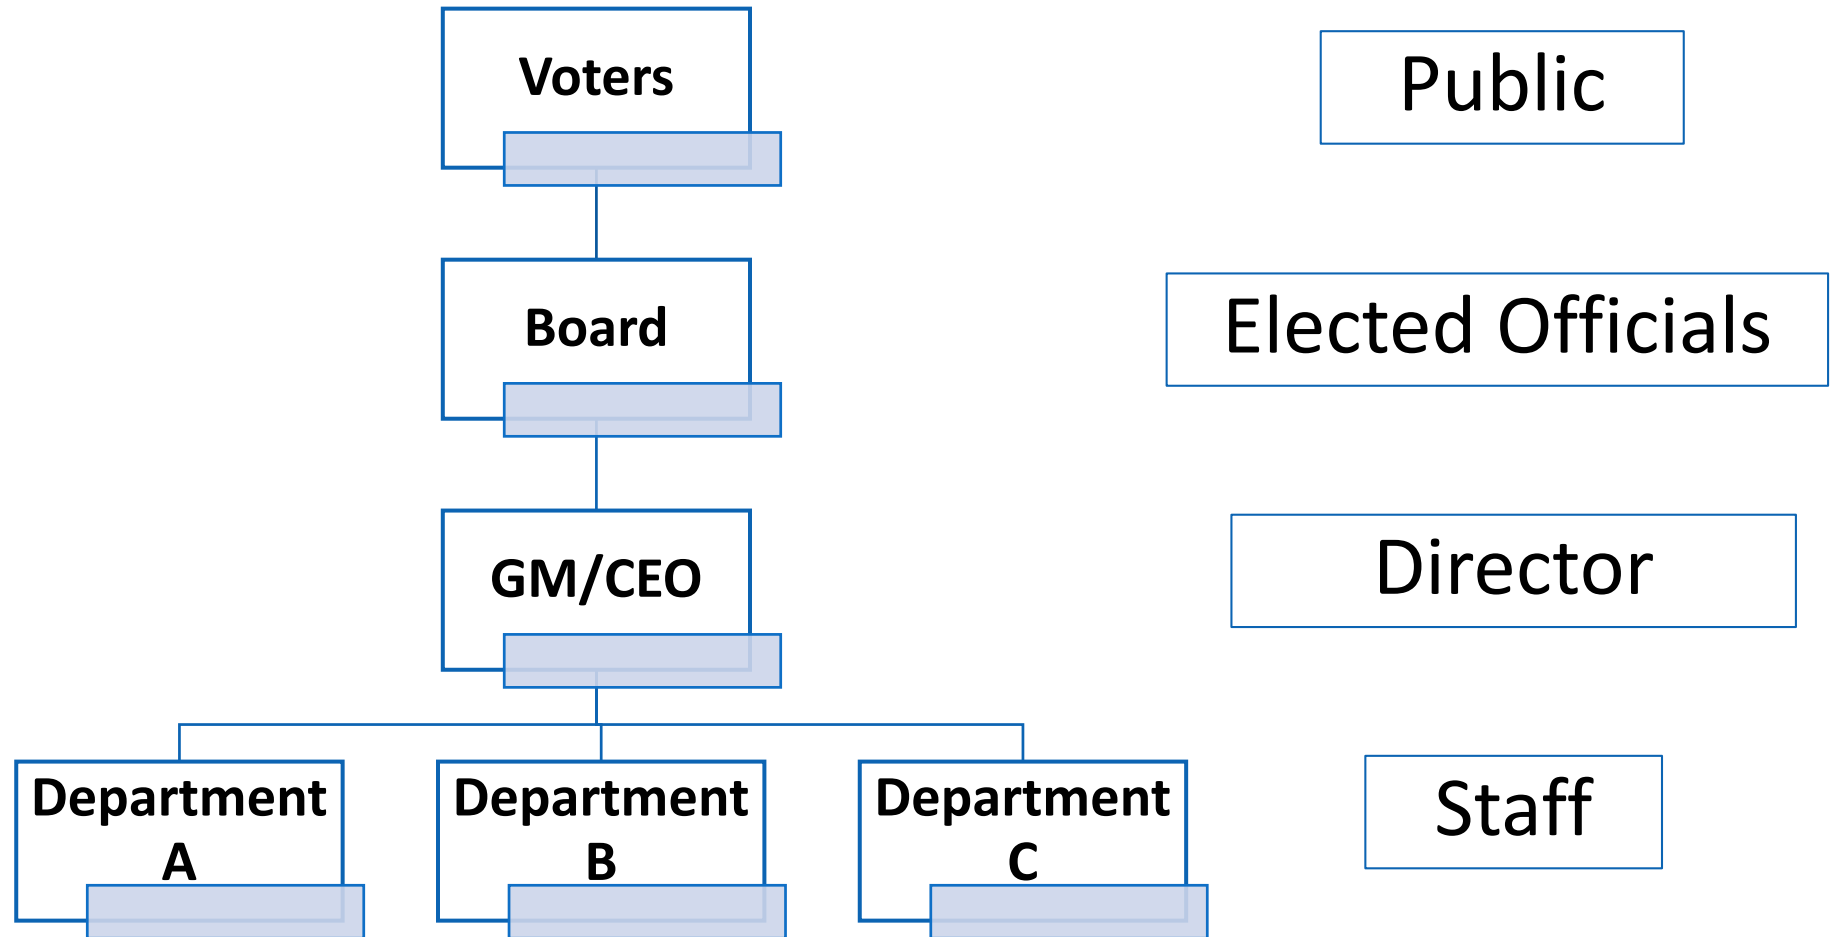 Voters
Public
Board
Elected Officials
GM/CEO
Director
Department
A
Department
B
Department
C
Staff